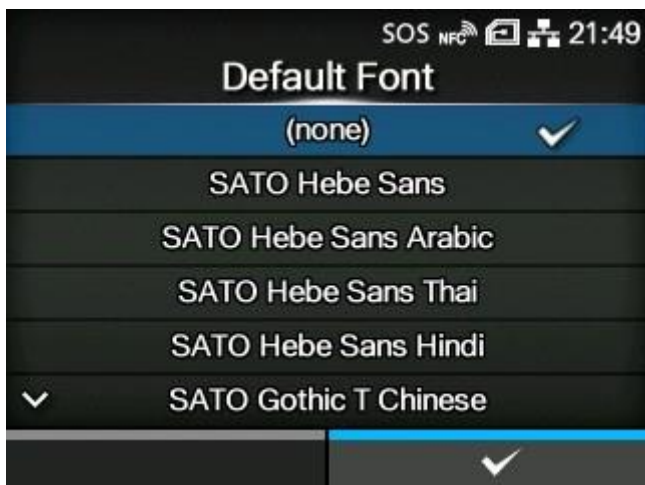 SOS NFC 21:49
Default Font
(none)
SATO Hebe Sans
SATO Hebe Sans Arabic
SATO Hebe Sans Thai
SATO Hebe Sans Hindi
SATO Gothic T Chinese